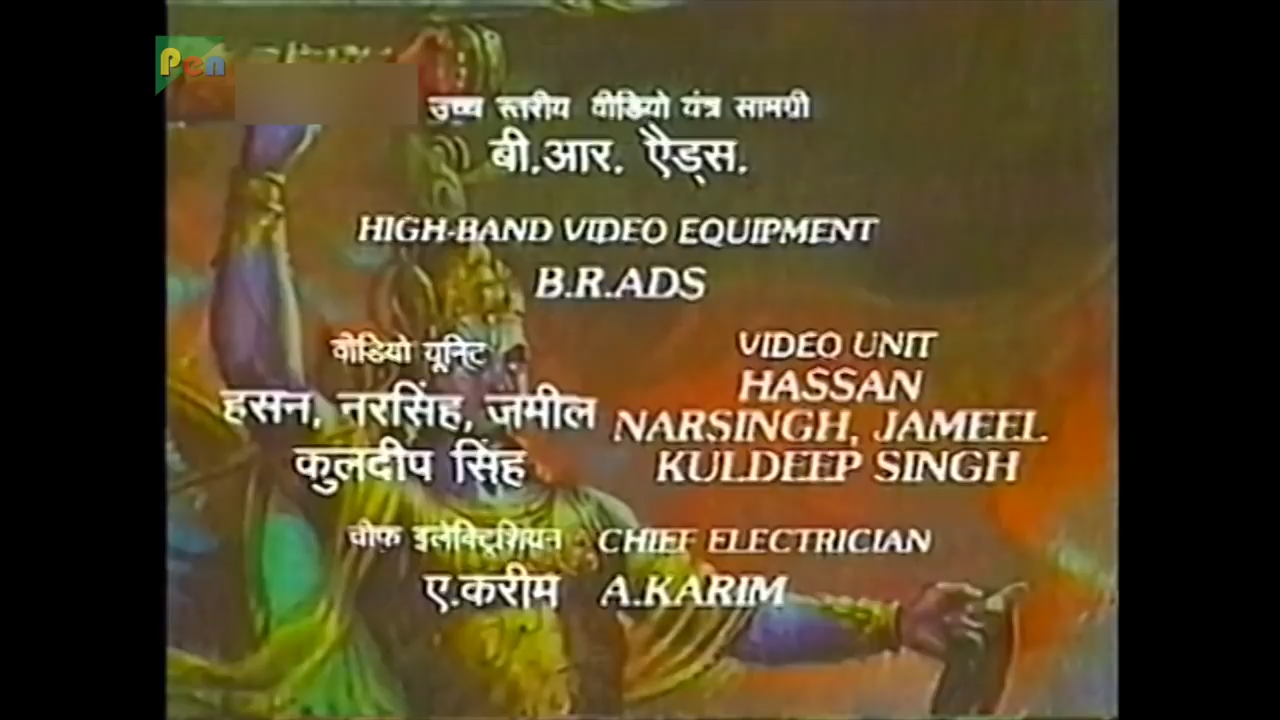 Pen
उच्च स्तरीय वीडियो यंत्र सामग्री
बी.आर. ऐड्स.
HIGH-BAND VIDEO EQUIPMENT
B.R.ADS
वीडियो यूनिट
हसन, नरसिंह, जमील
कुलदीप सिंह
VIDEO UNIT
HASSAN
NARSINGH, JAMEEL
KULDEEP SINGH
चीफ इलेक्ट्रिशियन
ए.करीम
CHIEF ELECTRICIAN
A.KARIM